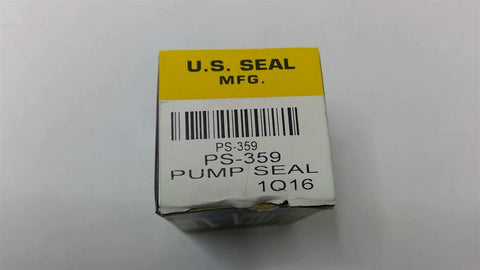 U.S. SEAL
MFG.
PS-359
PS-359
PUMP SEAL
1Q16